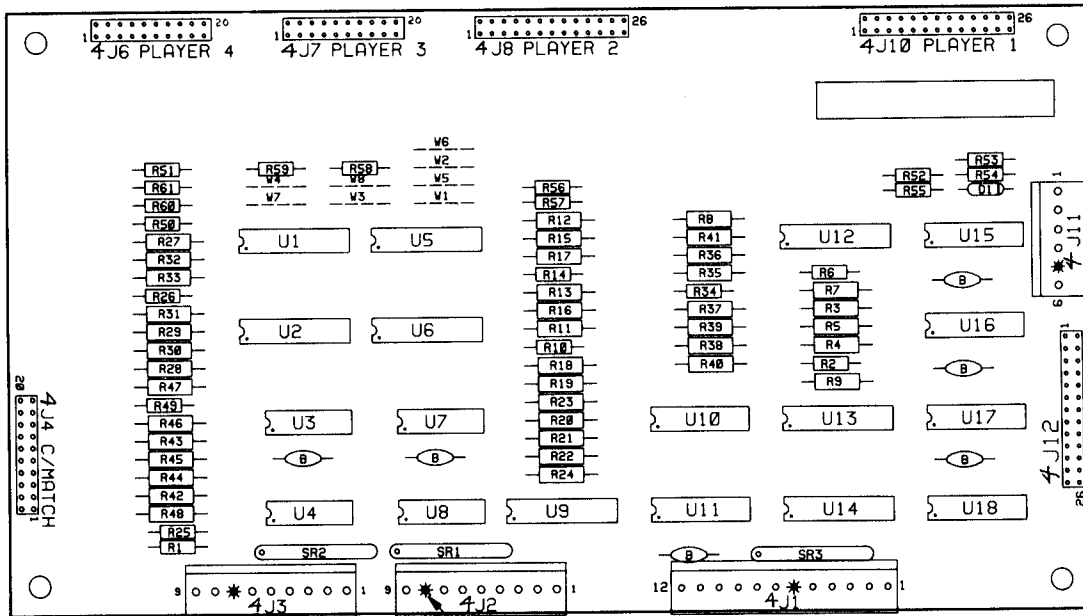 20
20
26
26
1
1
1
1
4J6 PLAYER 4
4J7 PLAYER 3
4J8 PLAYER 2
4J10 PLAYER 1
W6
W2
W5
W1
R59
W4
W7
R58
W8
W3
R51
R61
R60
R50
R27
R32
R33
R26
R31
R29
R30
R28
R47
R49
R46
R43
R45
R44
R42
R48
R25
R1
U1
U5
U2
U6
U3
U7
B
B
U4
U8
U9
R56
R57
R12
R15
R17
R14
R13
R16
R11
R10
R18
R19
R23
R20
R21
R22
R24
R8
R41
R36
R35
R34
R37
R39
R38
R40
U10
U11
U12
R6
R7
R3
R5
R4
R2
R9
U13
U14
R53
R52
R54
R55
D1
U15
B
U16
B
U17
B
U18
1
4J11
6
1
4J12
26
20
4J4 C/MATCH
1
SR2
SR1
B
SR3
9
4J3
1
9
4J2
1
12
4J1
1